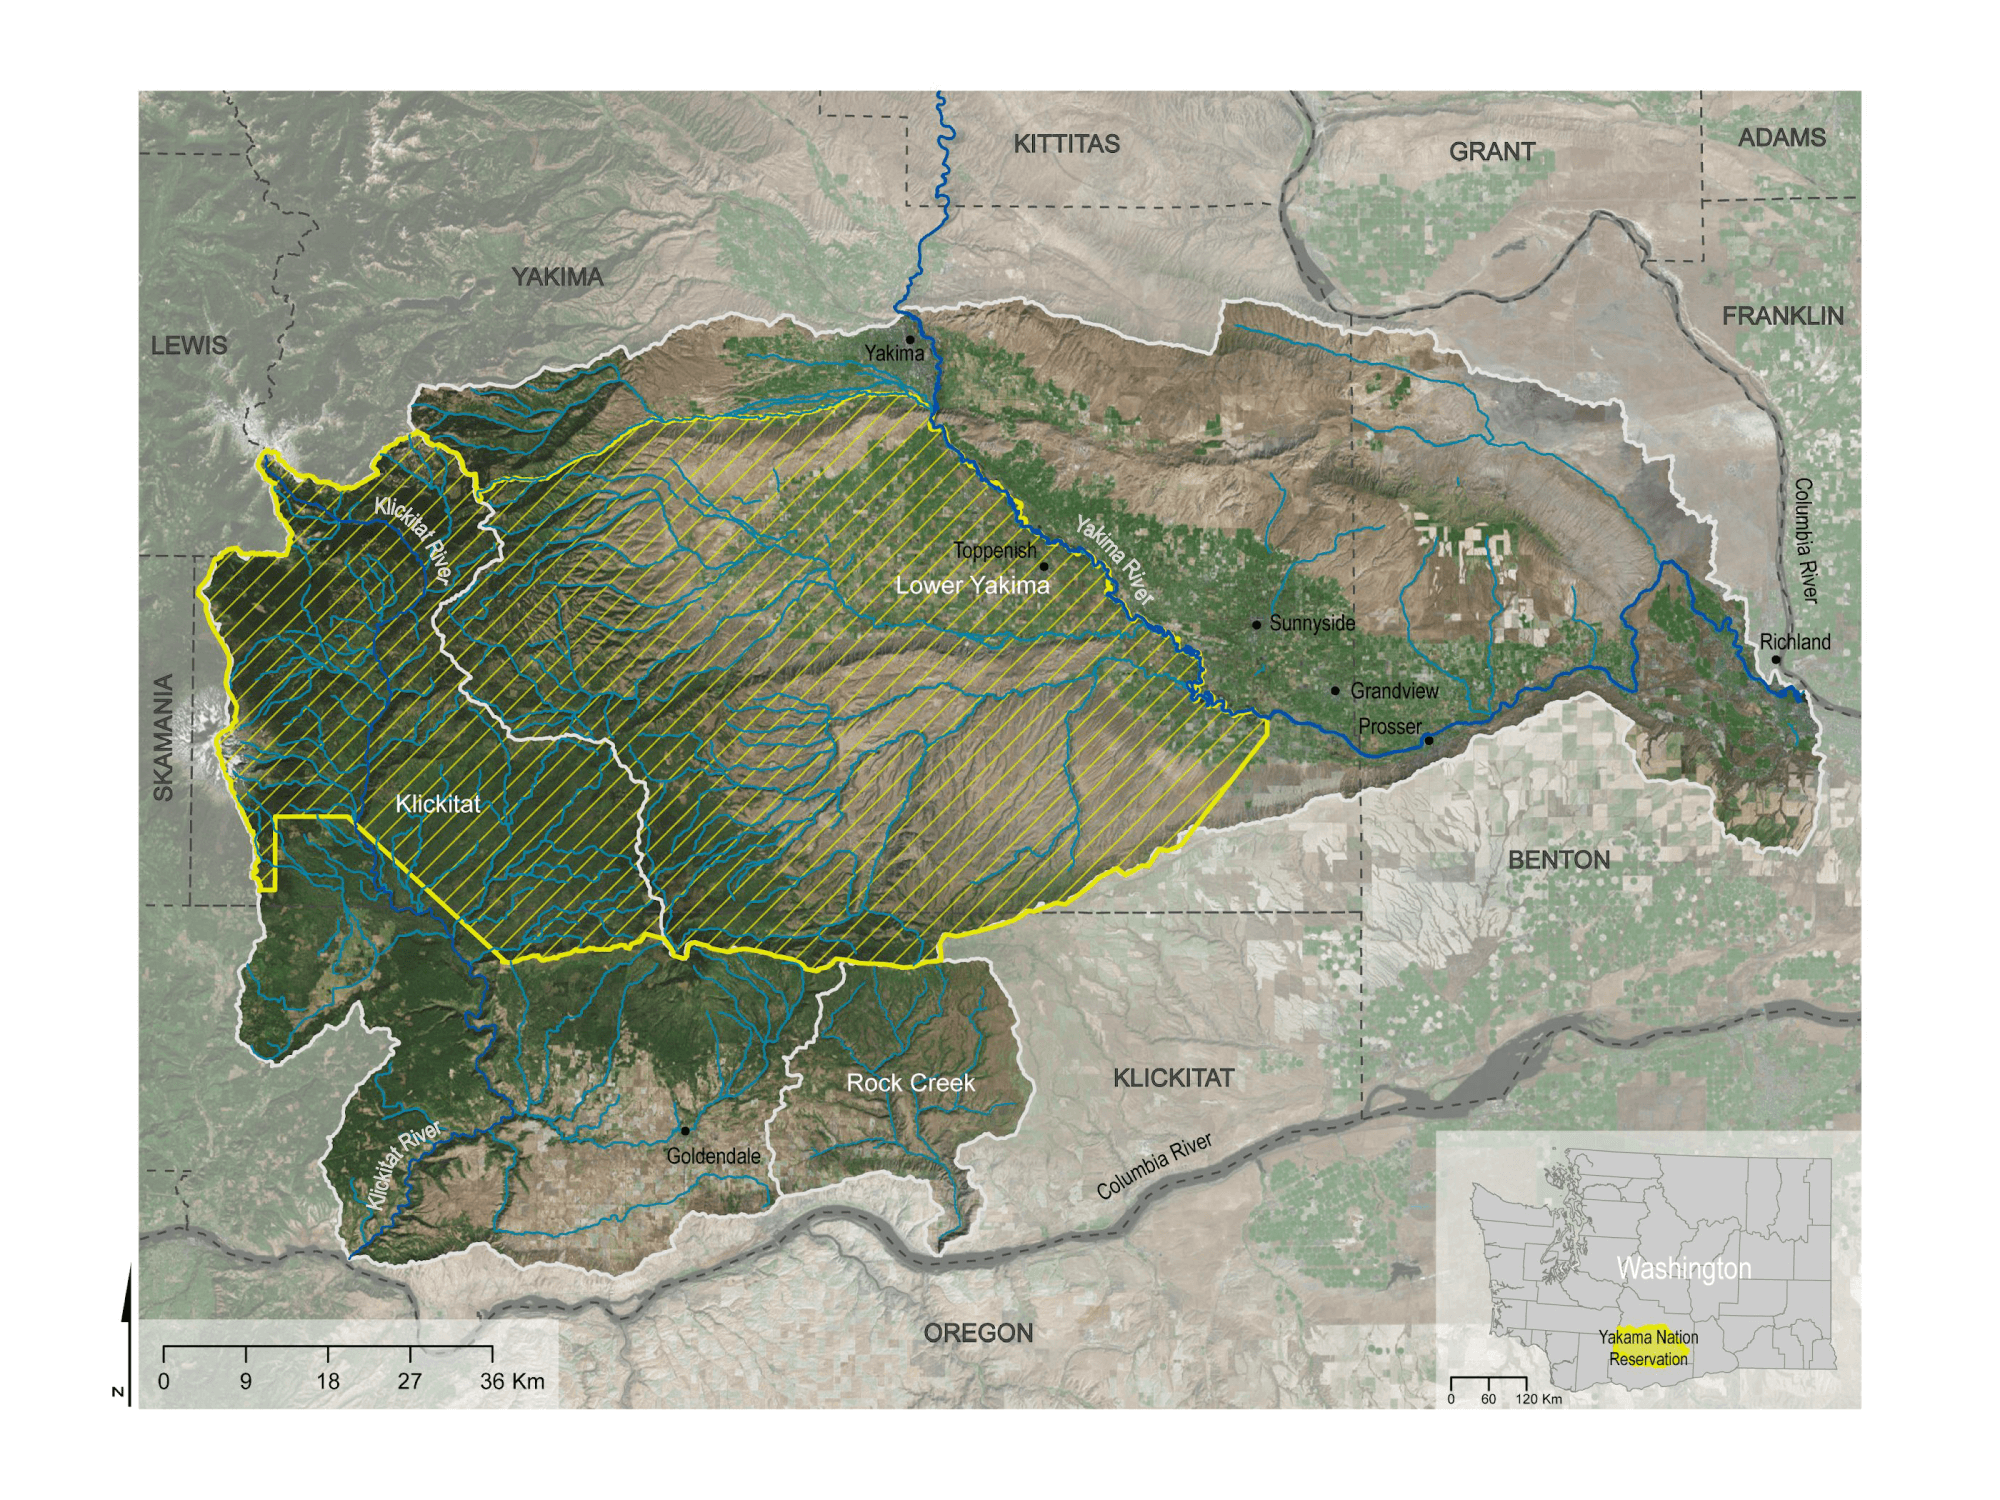 KITTITAS
GRANT
ADAMS
YAKIMA
FRANKLIN
LEWIS
Yakima
Klickitat River
Columbia River
Yakima River
Toppenish
Lower Yakima
Sunnyside
Richland
SKAMANIA
Grandview
Prosser
Klickitat
BENTON
Rock Creek
KLICKITAT
Klickitat River
Goldendale
Columbia River
Washington
OREGON
Yakama Nation
Reservation
0 9 18 27 36 Km
N
0 60 120 Km